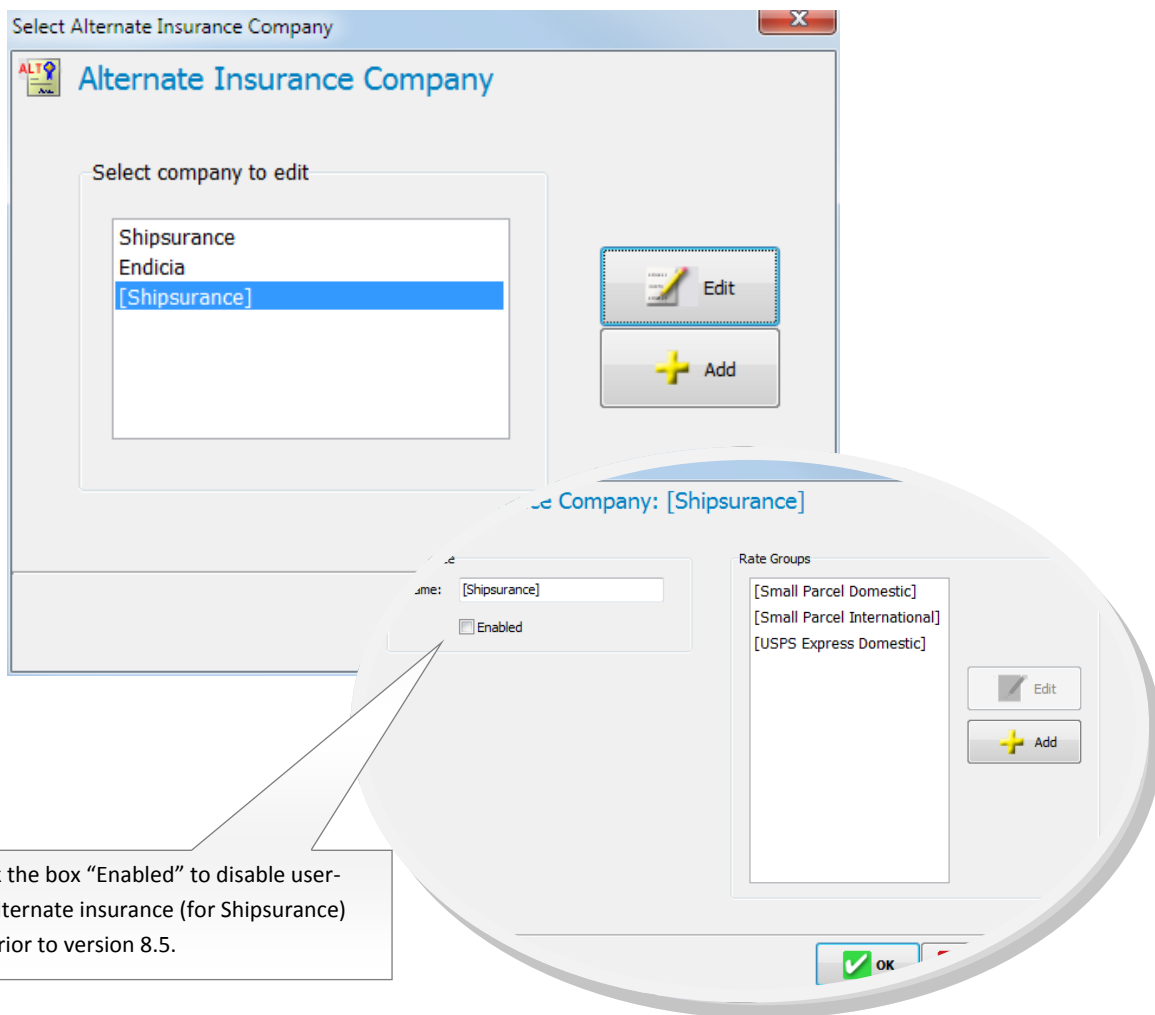 Select Alternate Insurance Company
ALT
Alternate Insurance Company
Select company to edit
Shipsurance
Endicia
[Shipsurance]
Edit
Add
Company: [Shipsurance]
Rate Groups
[Shipsurance]
Enabled
[Small Parcel Domestic]
[Small Parcel International]
[USPS Express Domestic]
Edit
Add
the box “Enabled” to disable user-
alternate insurance (for Shipsurance)
prior to version 8.5.
OK